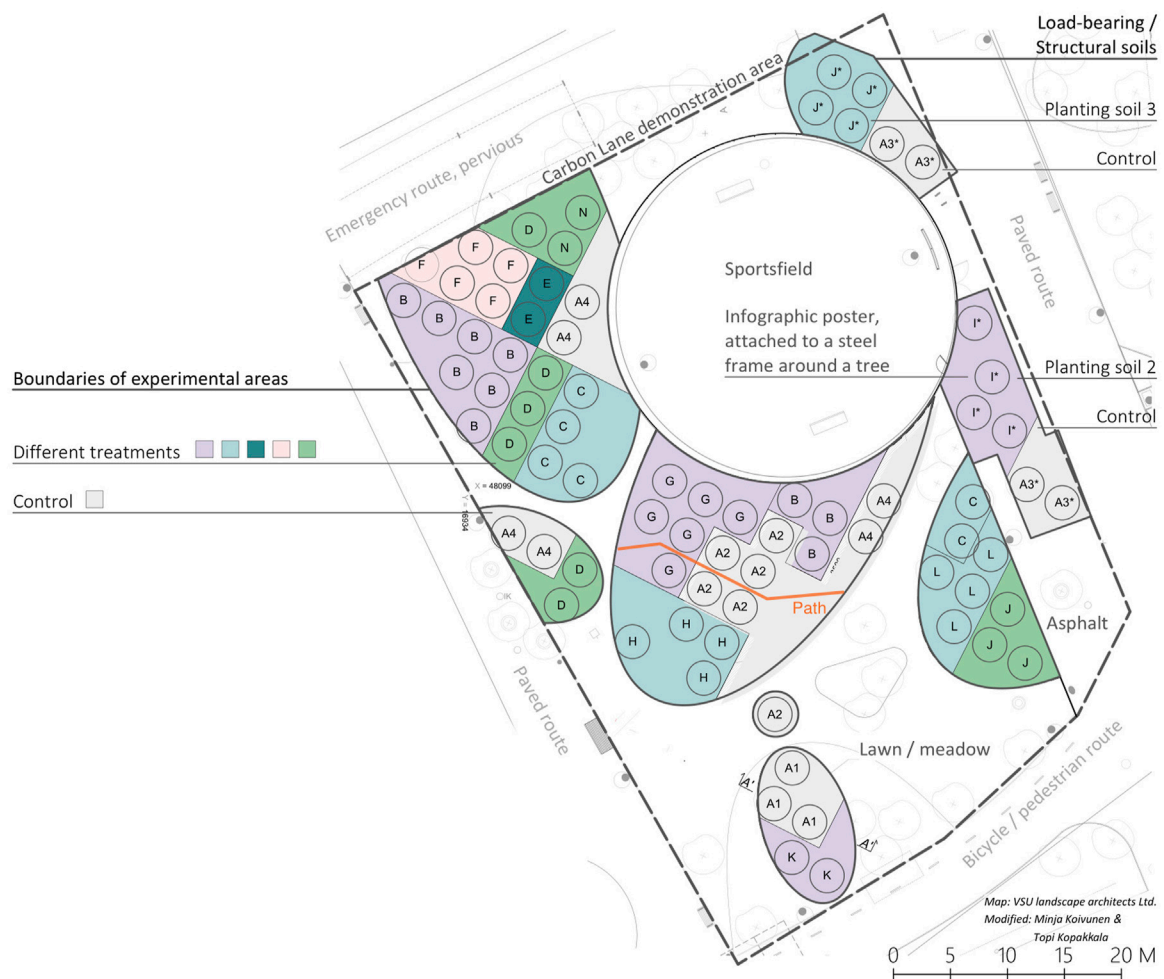 Load-bearing /
Structural soils
Planting soil 3
Control
Carbon Lane demonstration area
Emergency route, pervious
A
J*
J*
J*
J*
A3*
A3*
Paved route
N
D
N
F
F
F
F
F
E
E
A4
A4
B
B
B
B
B
B
B
D
D
D
C
C
C
C
Sportsfield
Infographic poster,
attached to a steel
frame around a tree
I*
I*
I*
I*
Planting soil 2
Control
A3*
A3*
Boundaries of experimental areas
Different treatments
Control
X = 48099
Y = 16934
A4
A4
D
D
G
G
G
G
G
G
B
B
B
A4
A4
A2
A2
A2
A2
A2
Path
H
H
H
H
C
C
L
L
L
L
J
J
J
Asphalt
Paved route
A2
Lawn / meadow
A1
A1
A1
K
K
A'
A'
Bicycle / pedestrian route
Map: VSU landscape architects Ltd.
Modified: Minja Koivunen &
Topi Kopakkala
0 5 10 15 20 M